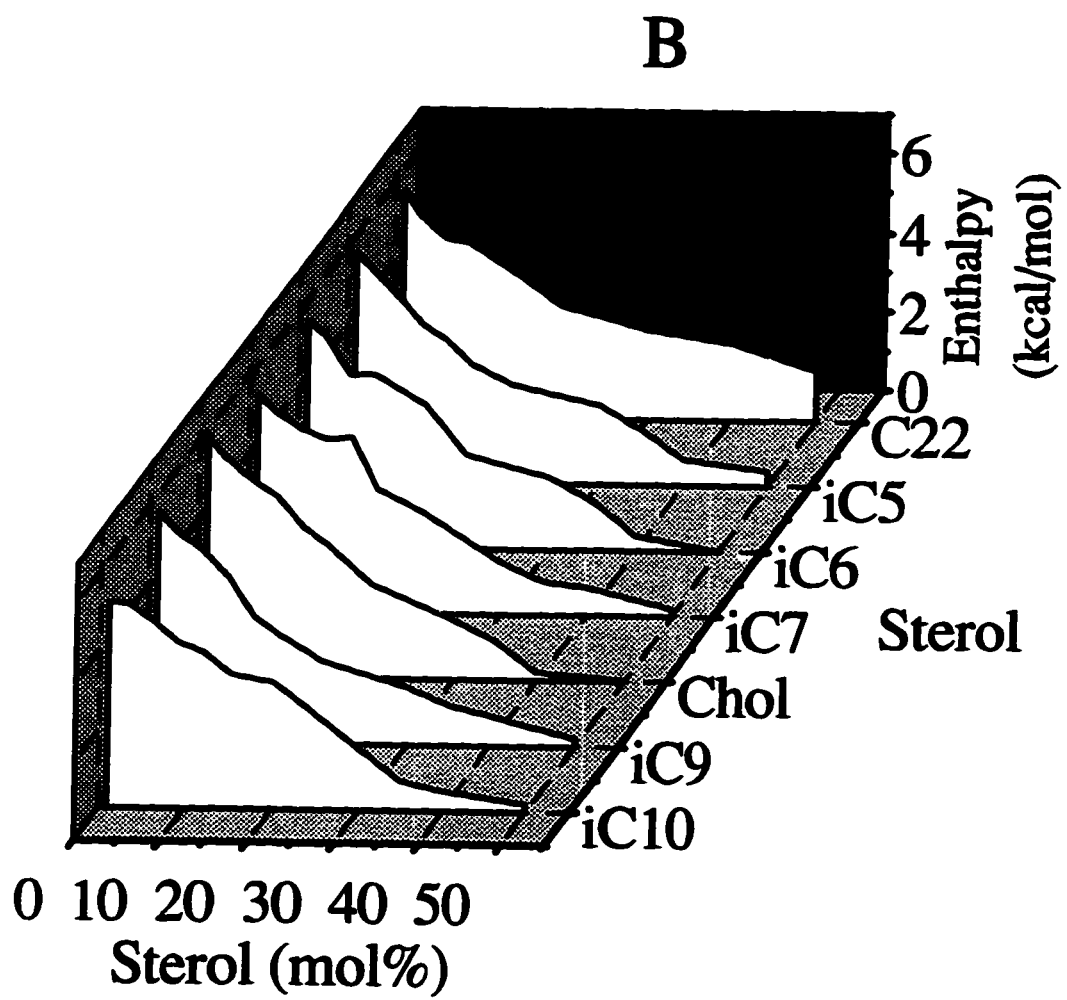 B
6
4
2
0
Enthalpy
(kcal/mol)
C22
iC5
iC6
iC7
Chol
iC9
iC10
Sterol
0 10 20 30 40 50
Sterol (mol%)